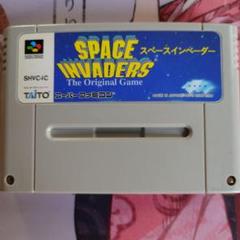 SPACE
INVADERS
The Original Game
スペースインベーダー
SHVC-IC
TAITO
スーパーファミコン